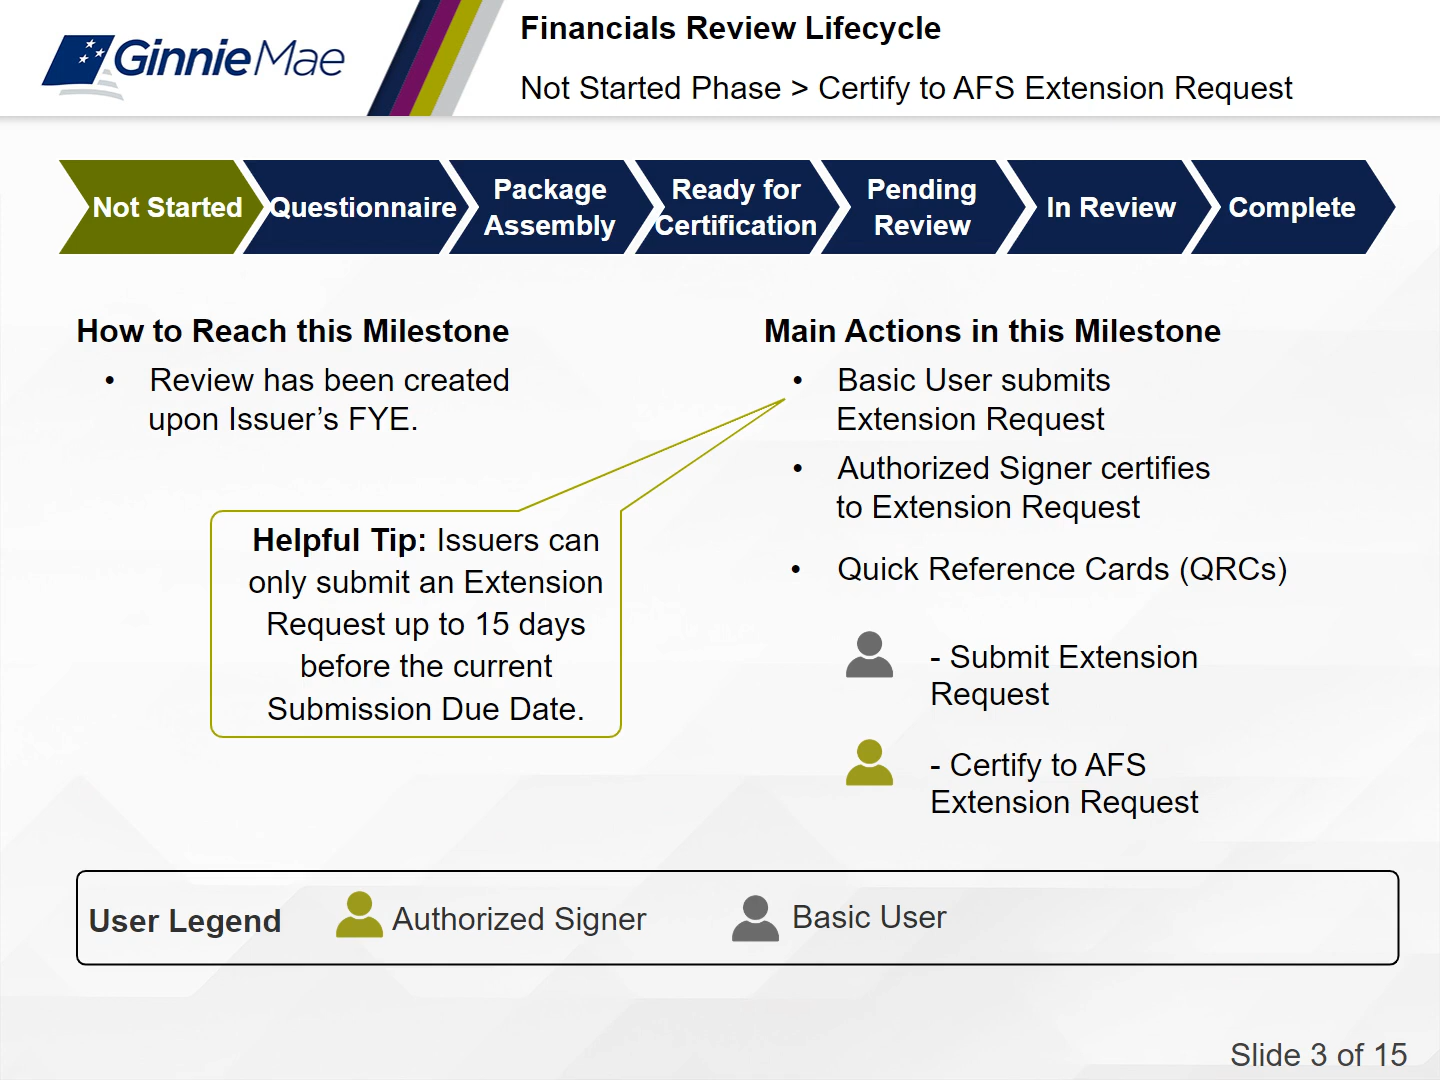 GinnieMae
Financials Review Lifecycle
Not Started Phase > Certify to AFS Extension Request
Not Started
Questionnaire
Package
Assembly
Ready for
Certification
Pending
Review
In Review
Complete
How to Reach this Milestone
• Review has been created
upon Issuer’s FYE.
Main Actions in this Milestone
• Basic User submits
Extension Request
• Authorized Signer certifies
to Extension Request
• Quick Reference Cards (QRCs)
- Submit Extension
Request
- Certify to AFS
Extension Request
Helpful Tip: Issuers can
only submit an Extension
Request up to 15 days
before the current
Submission Due Date.
User Legend
Authorized Signer
Basic User
Slide 3 of 15